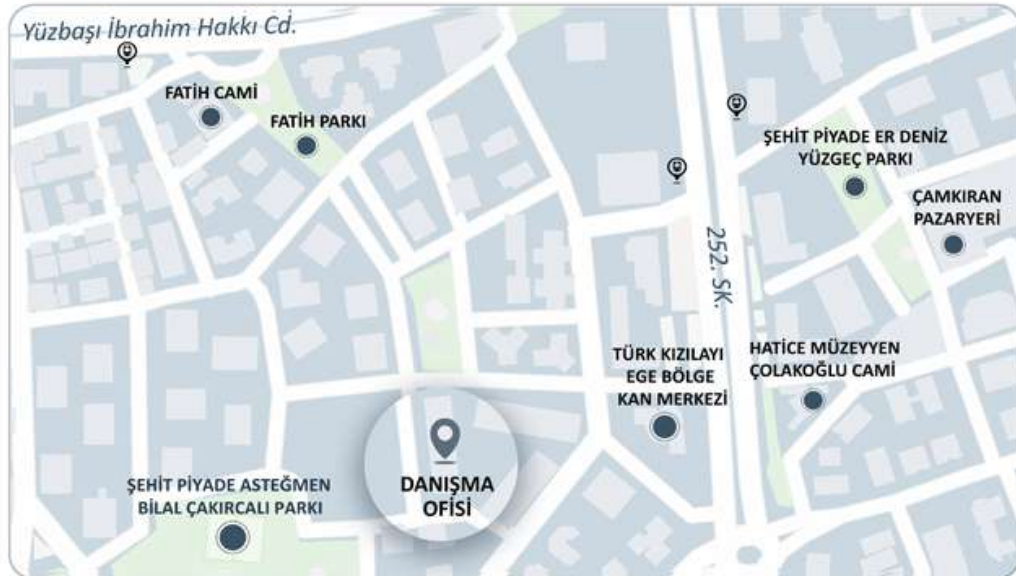 Yüzbaşı İbrahim Hakkı Cd.
FATİH CAMİ
FATİH PARKI
ŞEHİT PİYADE ER DENİZ
YÜZGEÇ PARKI
ÇAMKIRAN
PAZARYERİ
252. SK.
TÜRK KIZILAYI
EGE BÖLGE
KAN MERKEZİ
HATİCE MÜZEYYEN
ÇOLAKOĞLU CAMİ
DANIŞMA
OFİSİ
ŞEHİT PİYADE ASTEĞMEN
BİLAL ÇAKIRCALI PARKI